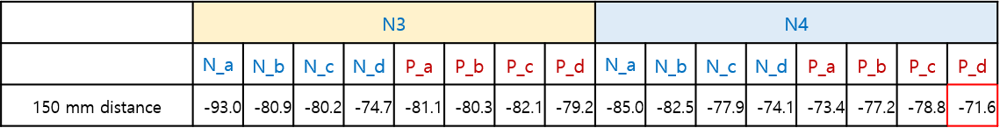 N3 N4
N_a N_b N_c N_d P_a P_b P_c P_d N_a N_b N_c N_d P_a P_b P_c P_d
150 mm distance -93.0 -80.9 -80.2 -74.7 -81.1 -80.3 -82.1 -79.2 -85.0 -82.5 -77.9 -74.1 -73.4 -77.2 -78.8 -71.6